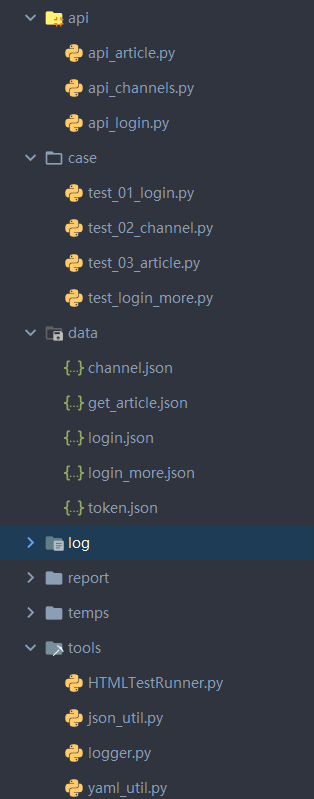 api
api_article.py
api_channels.py
api_login.py
case
test_01_login.py
test_02_channel.py
test_03_article.py
test_login_more.py
data
channel.json
get_article.json
login.json
login_more.json
token.json
log
report
temps
tools
HTMLTestRunner.py
json_util.py
logger.py
yaml_util.py